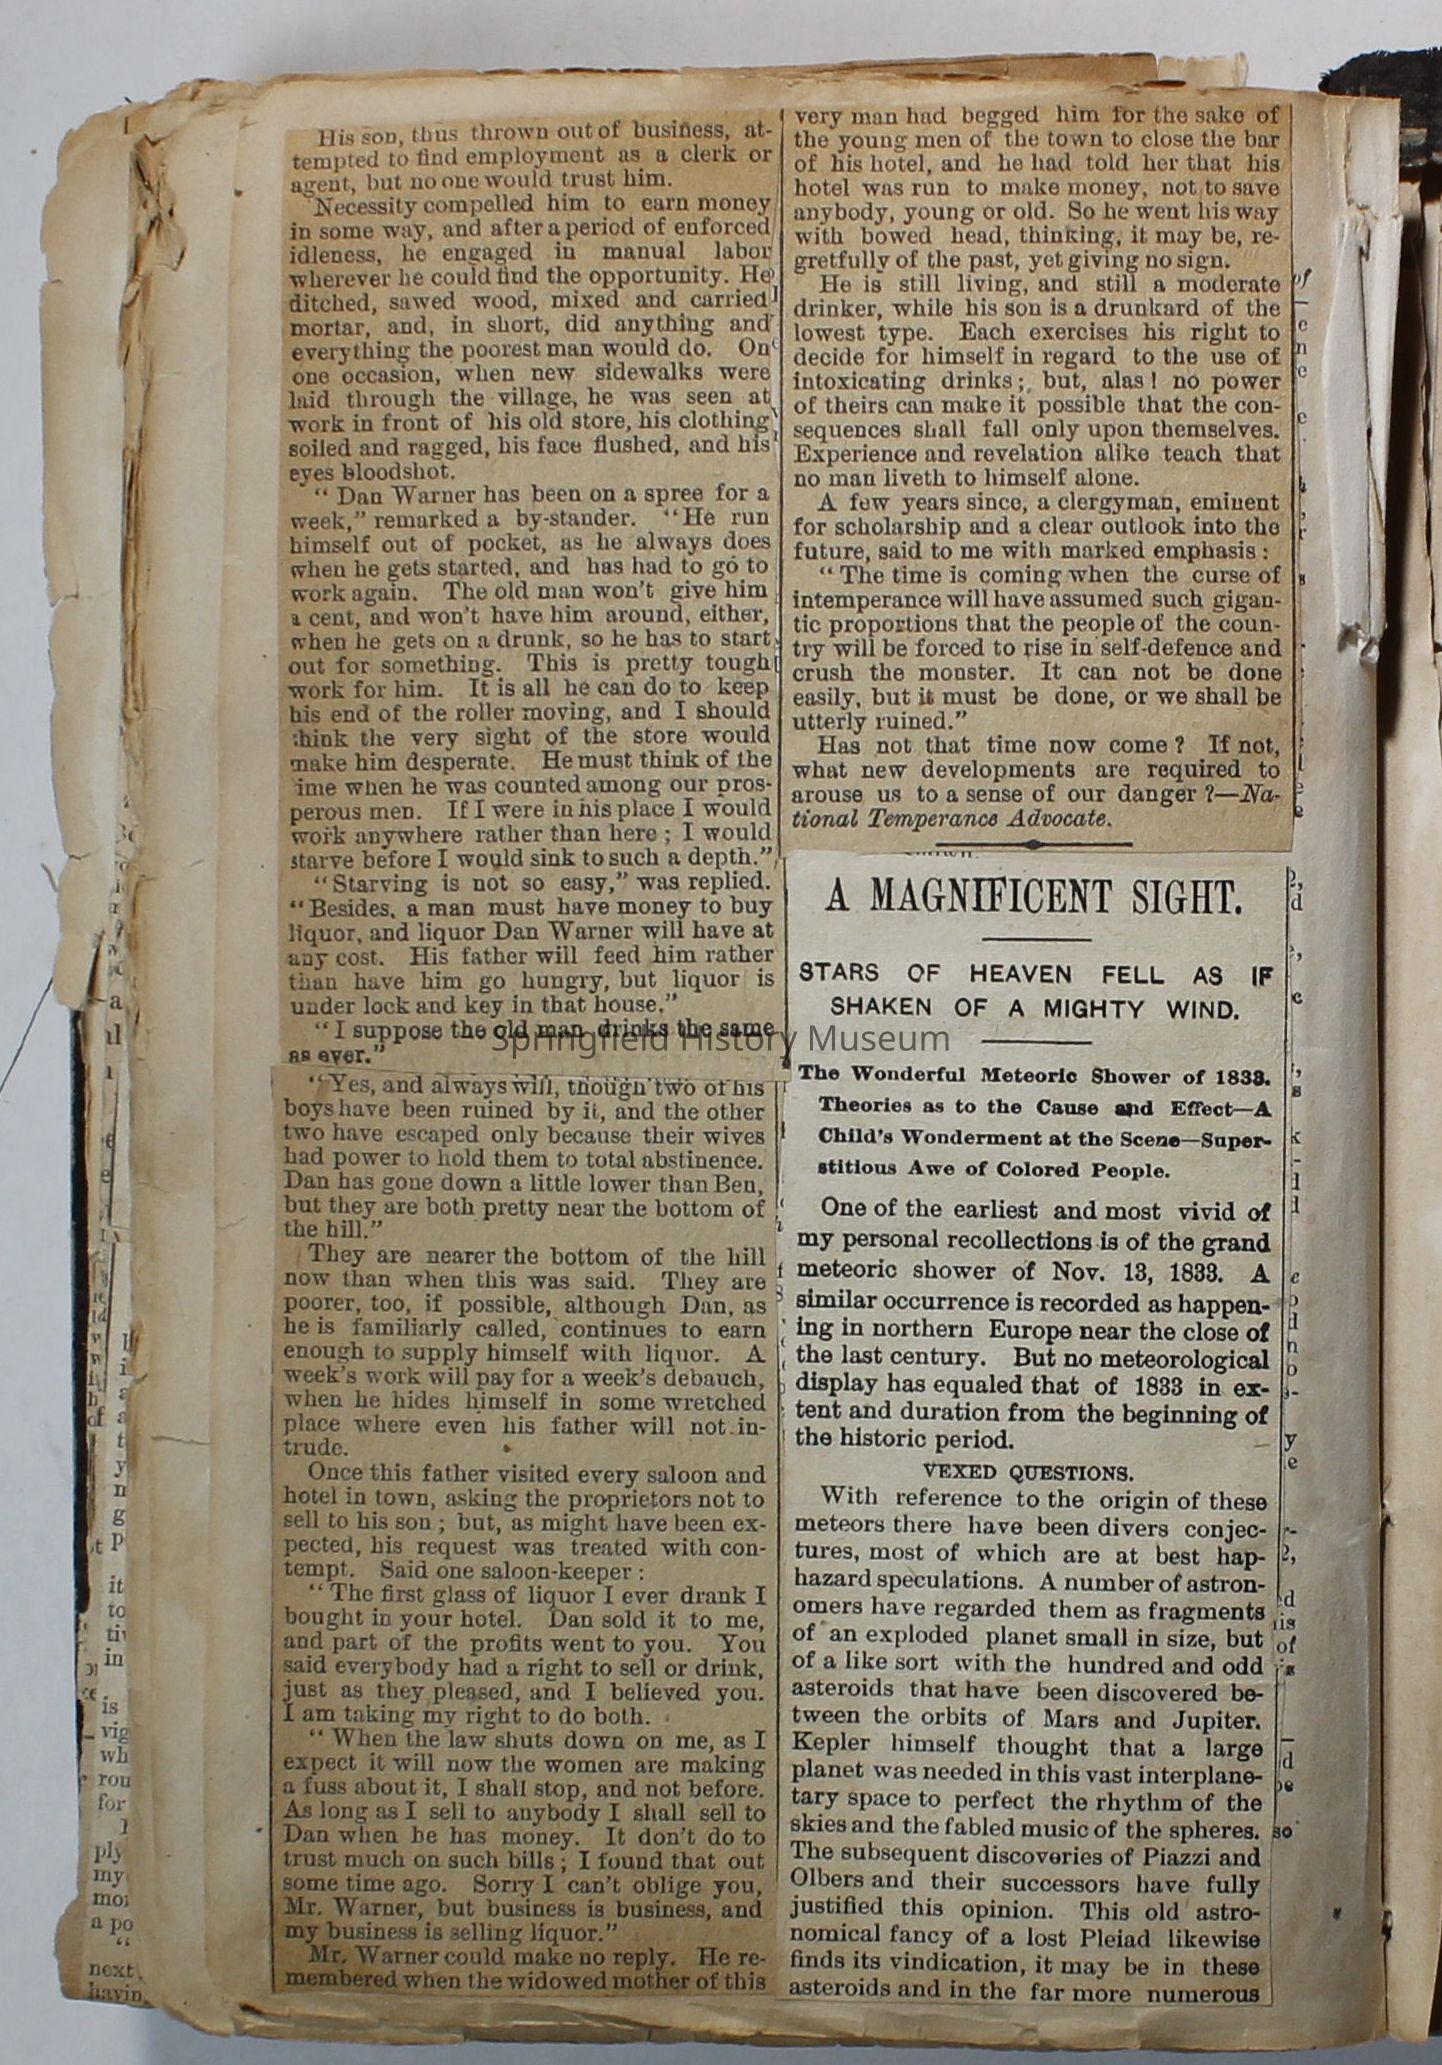 His son, thus thrown out of business, at-
tempted to find employment as a clerk or
agent, but no one would trust him.
Necessity compelled him to earn money
in some way, and after a period of enforced
idleness, he engaged in manual labor
wherever he could find the opportunity. He
ditched, sawed wood, mixed and carried
mortar, and, in short, did anything and
everything the poorest man would do. On
one occasion, when new sidewalks were
laid through the village, he was seen at
work in front of his old store, his clothing
soiled and ragged, his face flushed, and his
eyes bloodshot.
“Dan Warner has been on a spree for a
week,” remarked a by-stander. “He run
himself out of pocket, as he always does
when he gets started, and has had to go to
work again. The old man won't give him
a cent, and won't have him around, either,
when he gets on a drunk, so he has to start
out for something. This is pretty tough
work for him. It is all he can do to keep
his end of the roller moving, and I should
think the very sight of the store would
make him desperate. He must think of the
ime when he was counted among our pros-
perous men. If I were in his place I would
work anywhere rather than here; I would
starve before I would sink to such a depth.”
“Starving is not so easy,” was replied.
“Besides, a man must have money to buy
liquor, and liquor Dan Warner will have at
any cost. His father will feed him rather
than have him go hungry, but liquor is
under lock and key in that house.”
“I suppose the old man drinks the same
as ever.”
“Yes, and always will, though two of his
boys have been ruined by it, and the other
two have escaped only because their wives
had power to hold them to total abstinence.
Dan has gone down a little lower than Ben,
but they are both pretty near the bottom of
the hill.”
They are nearer the bottom of the hill
now than when this was said. They are
poorer, too, if possible, although Dan, as
he is familiarly called, continues to earn
enough to supply himself with liquor. A
week's work will pay for a week's debauch,
when he hides himself in some wretched
place where even his father will not in-
trude.
Once this father visited every saloon and
hotel in town, asking the proprietors not to
sell to his son; but, as might have been ex-
pected, his request was treated with con-
tempt. Said one saloon-keeper:
“The first glass of liquor I ever drank I
bought in your hotel. Dan sold it to me,
and part of the profits went to you. You
said everybody had a right to sell or drink,
just as they pleased, and I believed you.
I am taking my right to do both.
“When the law shuts down on me, as I
expect it will now the women are making
a fuss about it, I shall stop, and not before.
As long as I sell to anybody I shall sell to
Dan when he has money. It don't do to
trust much on such bills; I found that out
some time ago. Sorry I can't oblige you,
Mr. Warner, but business is business, and
my business is selling liquor.”
Mr. Warner could make no reply. He re-
membered when the widowed mother of this
very man had begged him for the sake of
the young men of the town to close the bar
of his hotel, and he had told her that his
hotel was run to make money, not to save
anybody, young or old. So he went his way
with bowed head, thinking, it may be, re-
gretfully of the past, yet giving no sign.
He is still living, and still a moderate
drinker, while his son is a drunkard of the
lowest type. Each exercises his right to
decide for himself in regard to the use of
intoxicating drinks; but, alas! no power
of theirs can make it possible that the con-
sequences shall fall only upon themselves.
Experience and revelation alike teach that
no man liveth to himself alone.
A few years since, a clergyman, eminent
for scholarship and a clear outlook into the
future, said to me with marked emphasis:
“The time is coming when the curse of
intemperance will have assumed such gigan-
tic proportions that the people of the coun-
try will be forced to rise in self-defence and
crush the monster. It can not be done
easily, but it must be done, or we shall be
utterly ruined.”
Has not that time now come? If not,
what new developments are required to
arouse us to a sense of our danger?—Na-
tional Temperance Advocate.
A MAGNIFICENT SIGHT.
STARS OF HEAVEN FELL AS IF
SHAKEN OF A MIGHTY WIND.
The Wonderful Meteoric Shower of 1833.
Theories as to the Cause and Effect—A
Child's Wonderment at the Scene—Super-
stitious Awe of Colored People.
One of the earliest and most vivid of
my personal recollections is of the grand
meteoric shower of Nov. 13, 1833. A
similar occurrence is recorded as happen-
ing in northern Europe near the close of
the last century. But no meteorological
display has equaled that of 1833 in ex-
tent and duration from the beginning of
the historic period.
VEXED QUESTIONS.
With reference to the origin of these
meteors there have been divers conjec-
tures, most of which are at best hap-
hazard speculations. A number of astron-
omers have regarded them as fragments
of an exploded planet small in size, but
of a like sort with the hundred and odd
asteroids that have been discovered be-
tween the orbits of Mars and Jupiter.
Kepler himself thought that a large
planet was needed in this vast interplane-
tary space to perfect the rhythm of the
skies and the fabled music of the spheres.
The subsequent discoveries of Piazzi and
Olbers and their successors have fully
justified this opinion. This old astro-
nomical fancy of a lost Pleiad likewise
finds its vindication, it may be in these
asteroids and in the far more numerous
Springfield History Museum